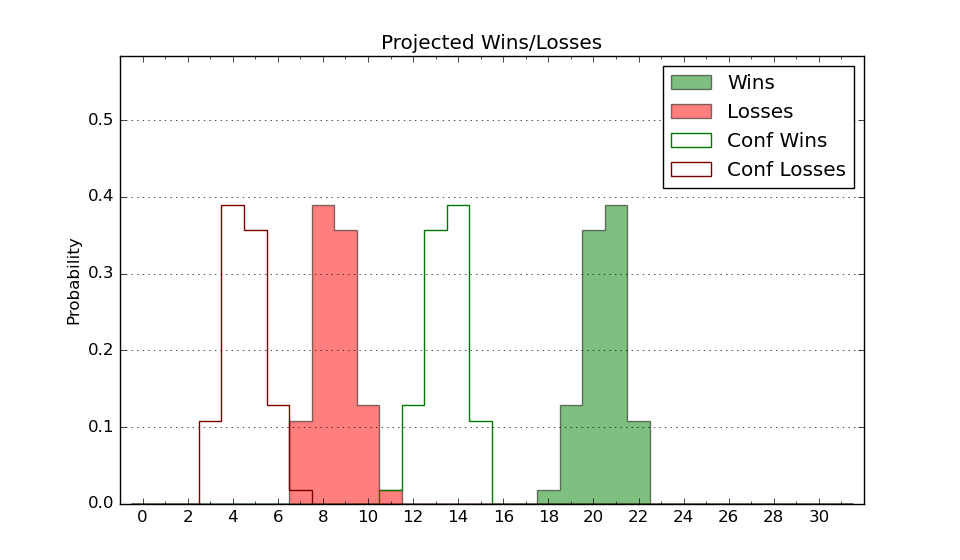 Projected Wins/Losses
Wins
Losses
Conf Wins
Conf Losses
Probability
0.5
0.4
0.3
0.2
0.1
0.0
0 2 4 6 8 10 12 14 16 18 20 22 24 26 28 30